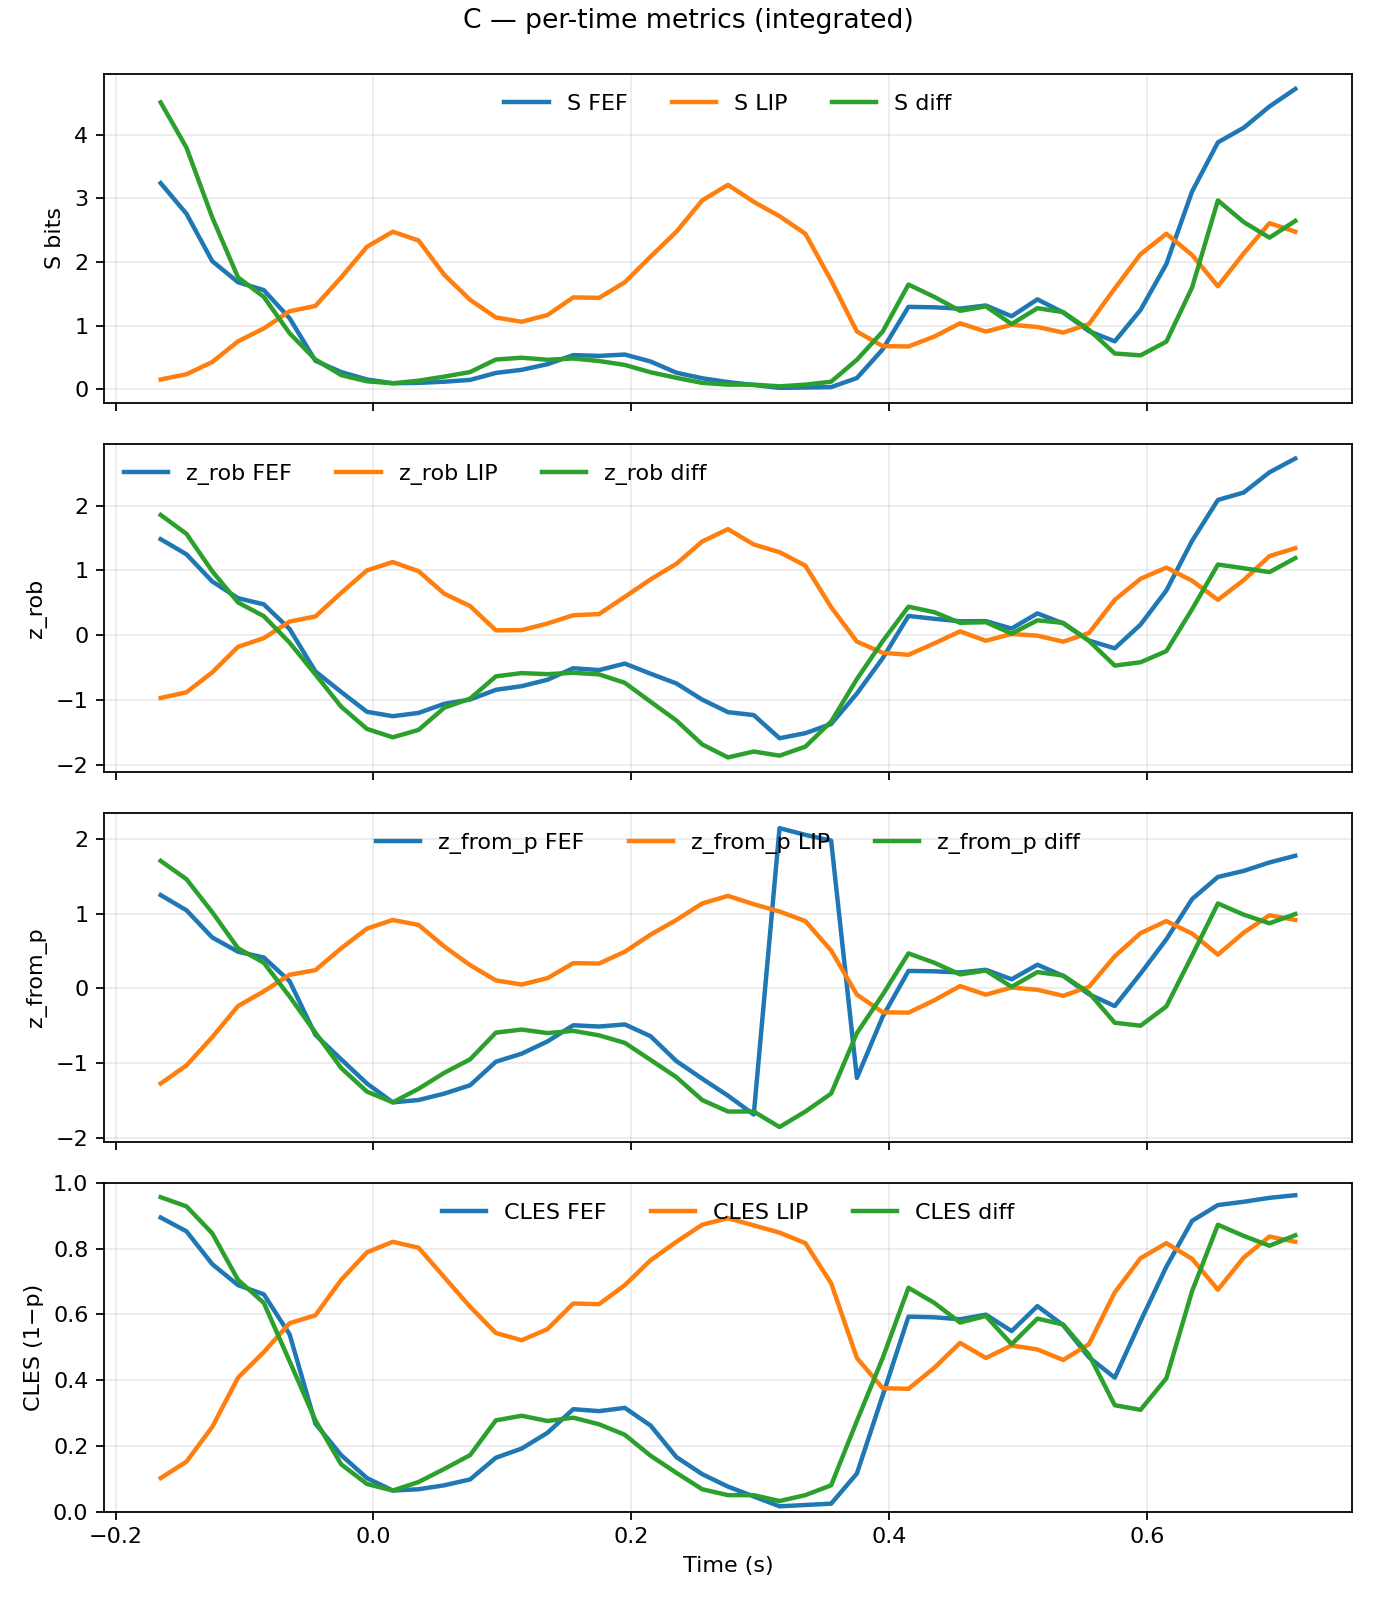 C — per-time metrics (integrated)
S FEF S LIP S diff
S bits
4
3
2
1
0
z_rob FEF z_rob LIP z_rob diff
z_rob
2
1
0
−1
−2
z_from_p FEF z_from_p LIP z_from_p diff
z_from_p
2
1
0
−1
−2
CLES FEF CLES LIP CLES diff
CLES (1−p)
1.0
0.8
0.6
0.4
0.2
0.0
−0.2 0.0 0.2 0.4 0.6
Time (s)